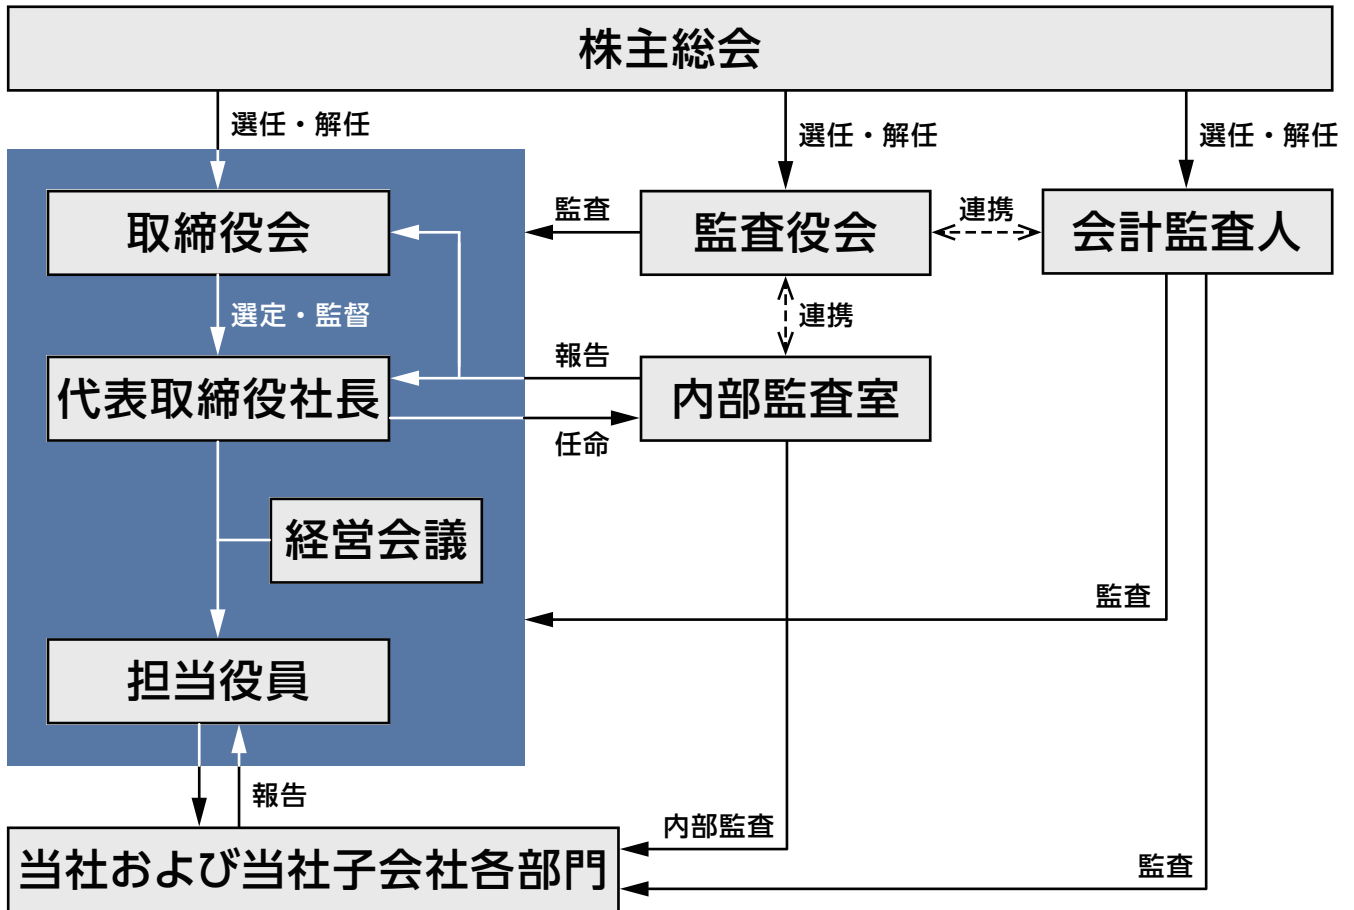 株主総会
選任・解任
選任・解任
選任・解任
取締役会
監査
監査役会
連携
会計監査人
選定・監督
連携
代表取締役社長
報告
任命
内部監査室
経営会議
監査
担当役員
報告
内部監査
当社および当社子会社各部門
監査